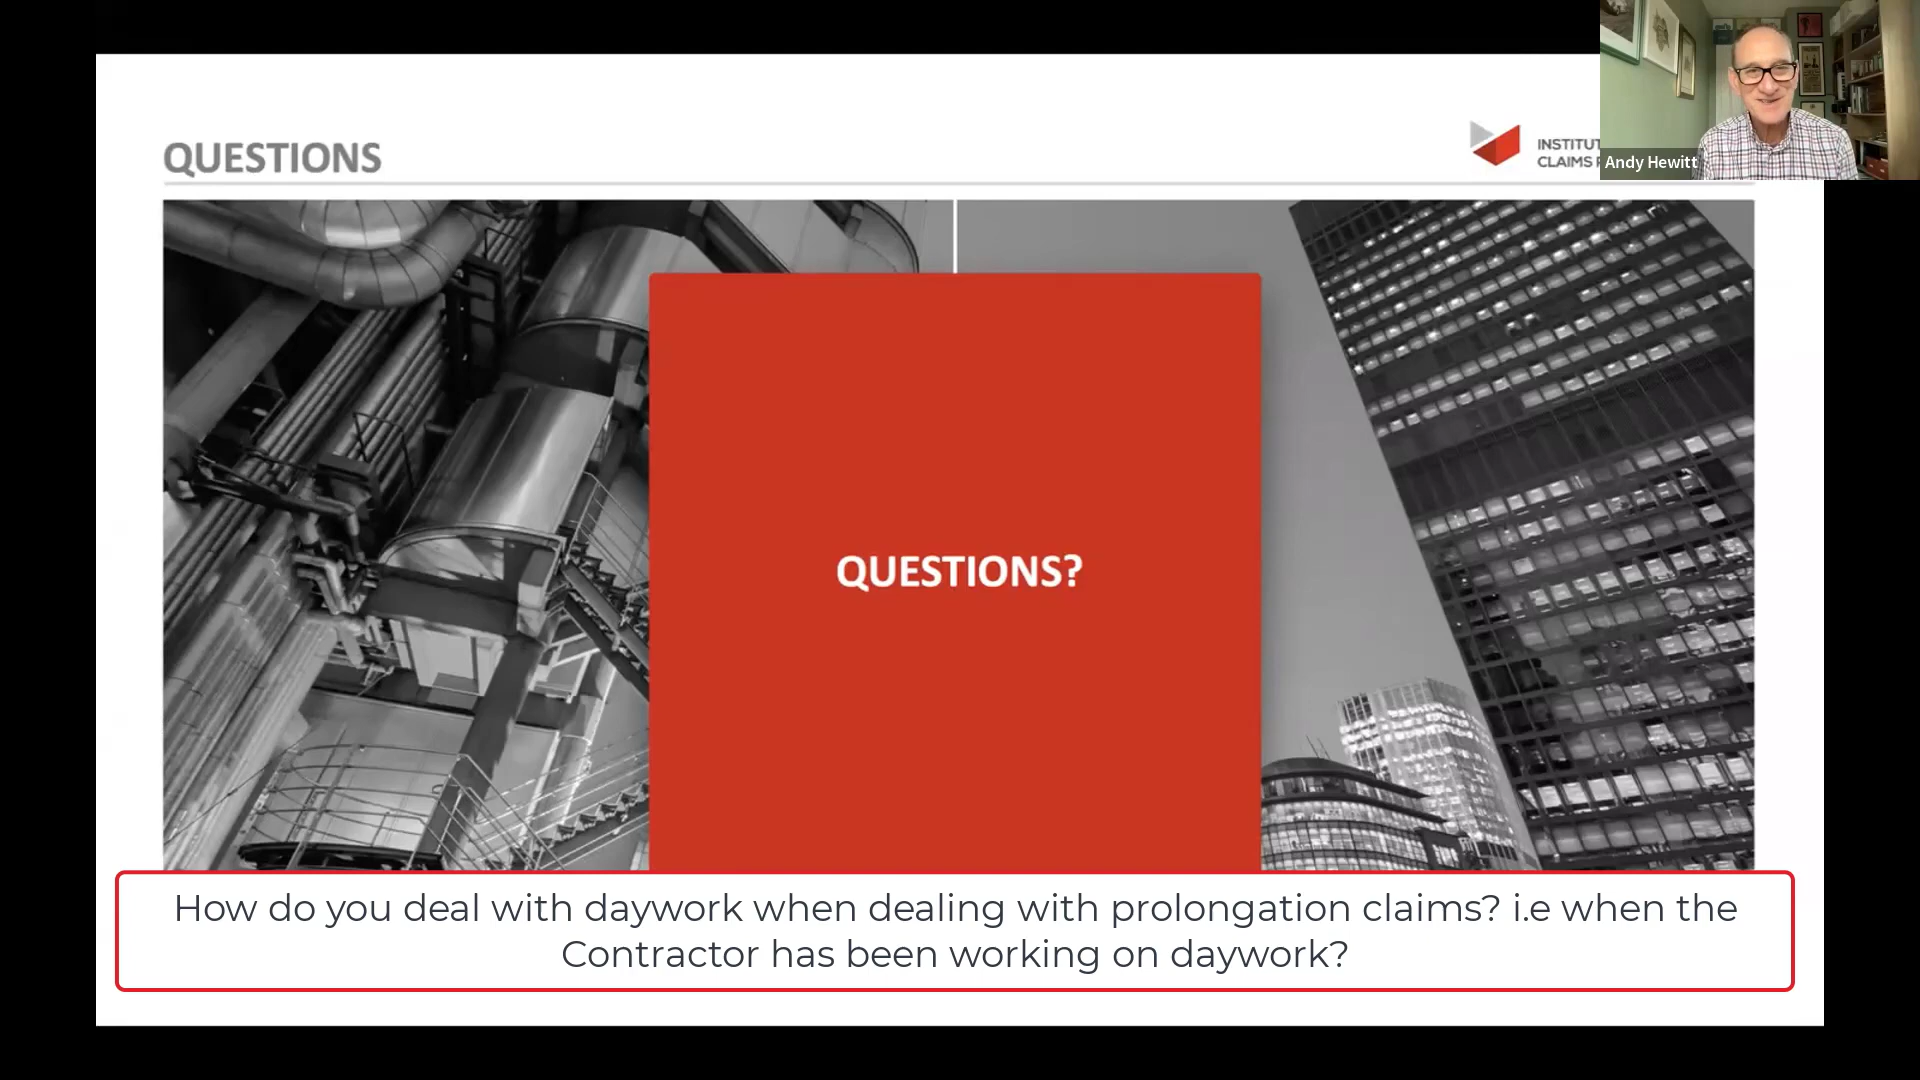 QUESTIONS
INSTITUT
CLAIMS
Andy Hewitt
QUESTIONS?
How do you deal with daywork when dealing with prolongation claims? i.e when the
Contractor has been working on daywork?